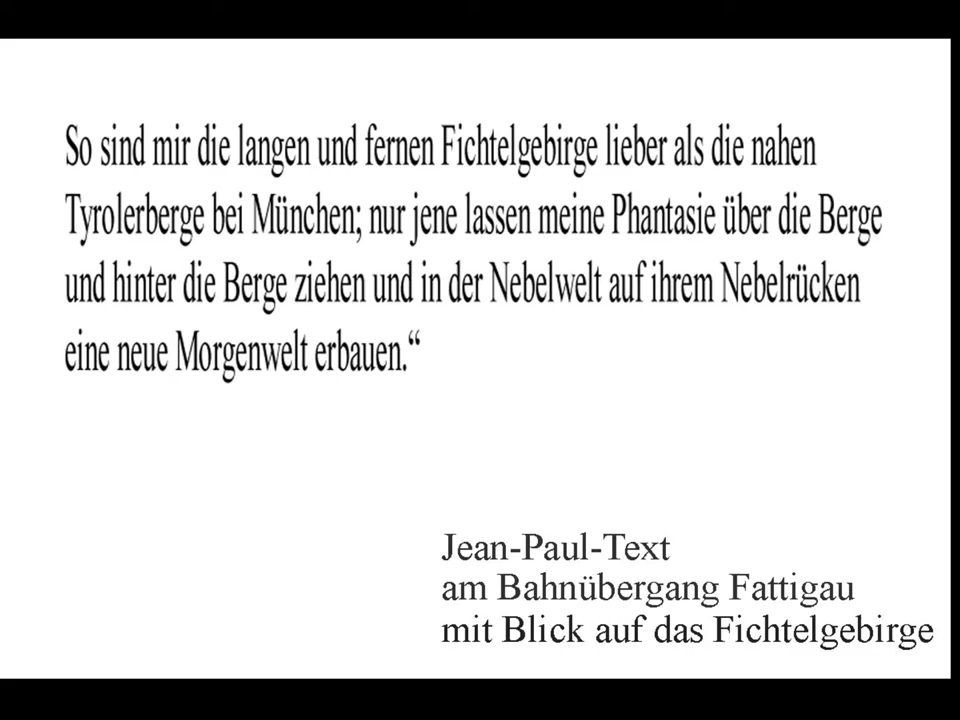 So sind mir die langen und fernen Fichtelgebirge lieber als die nahen
Tyrolerberge bei München; nur jene lassen meine Phantasie über die Berge
und hinter die Berge ziehen und in der Nebelwelt auf ihrem Nebelrücken
eine neue Morgenwelt erbauen.“
Jean-Paul-Text
am Bahnübergang Fattigau
mit Blick auf das Fichtelgebirge